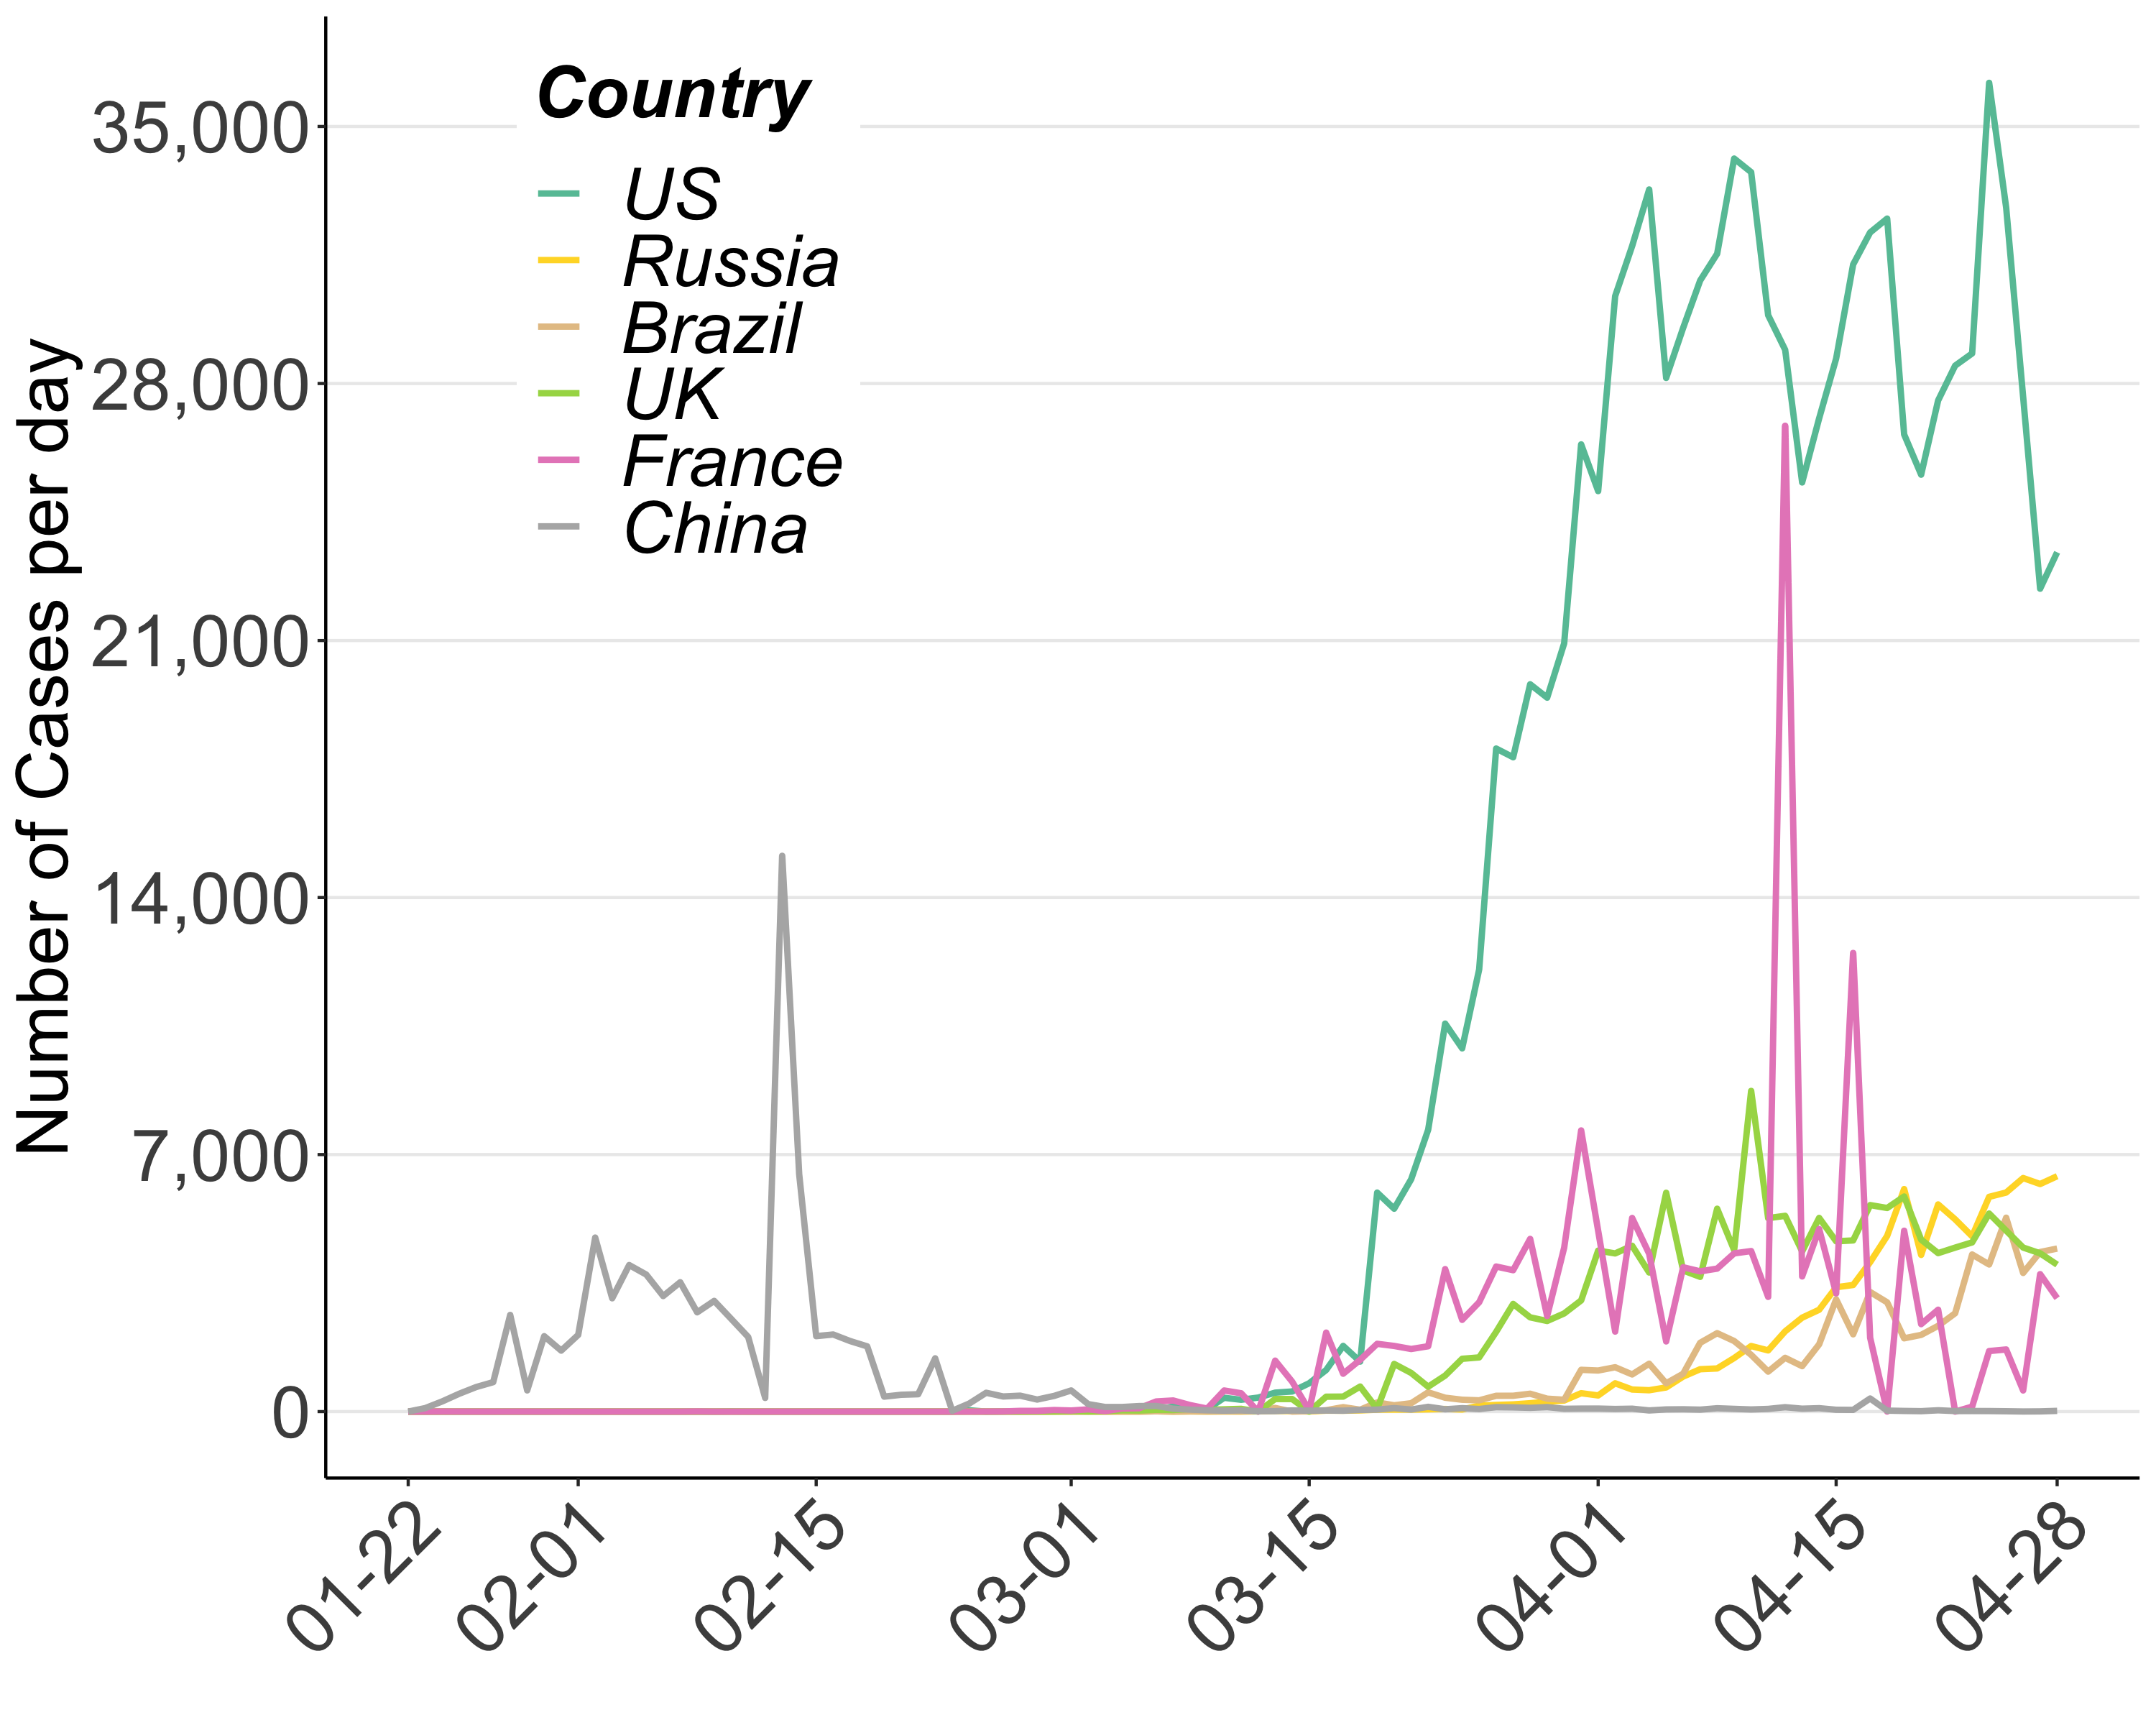 Number of Cases per day
35,000
28,000
21,000
14,000
7,000
0
Country
US
Russia
Brazil
UK
France
China
01-22
02-01
02-15
03-01
03-15
04-01
04-15
04-28